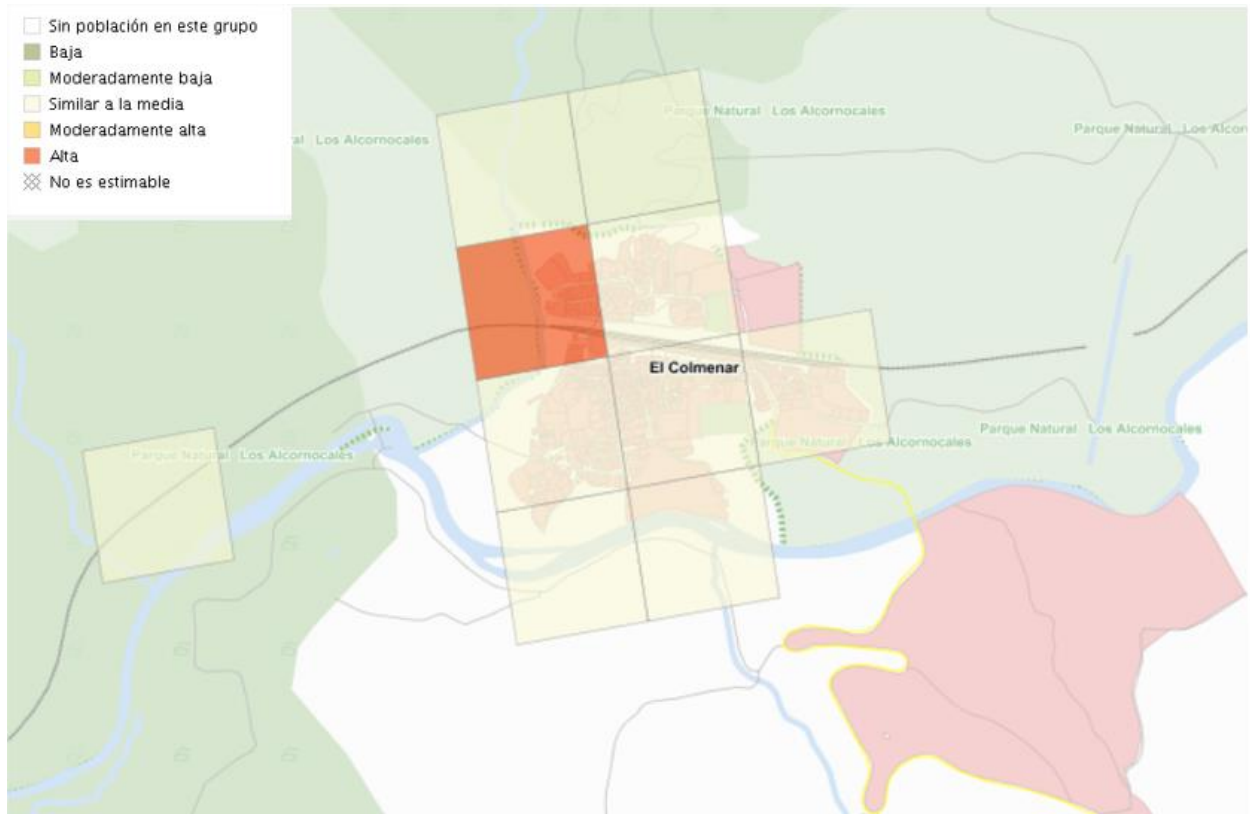 Sin población en este grupo
Baja
Moderadamente baja
Similar a la media
Moderadamente alta
Alta
No es estimable
Parque Natural Los Alcornocales
Parque Natural Los Alcor
al Los Alcornocales
El Colmenar
Parque Natural Los Alcornocales
Parque Natural Los Alcornocales
Parque Natural Los Alcornocales